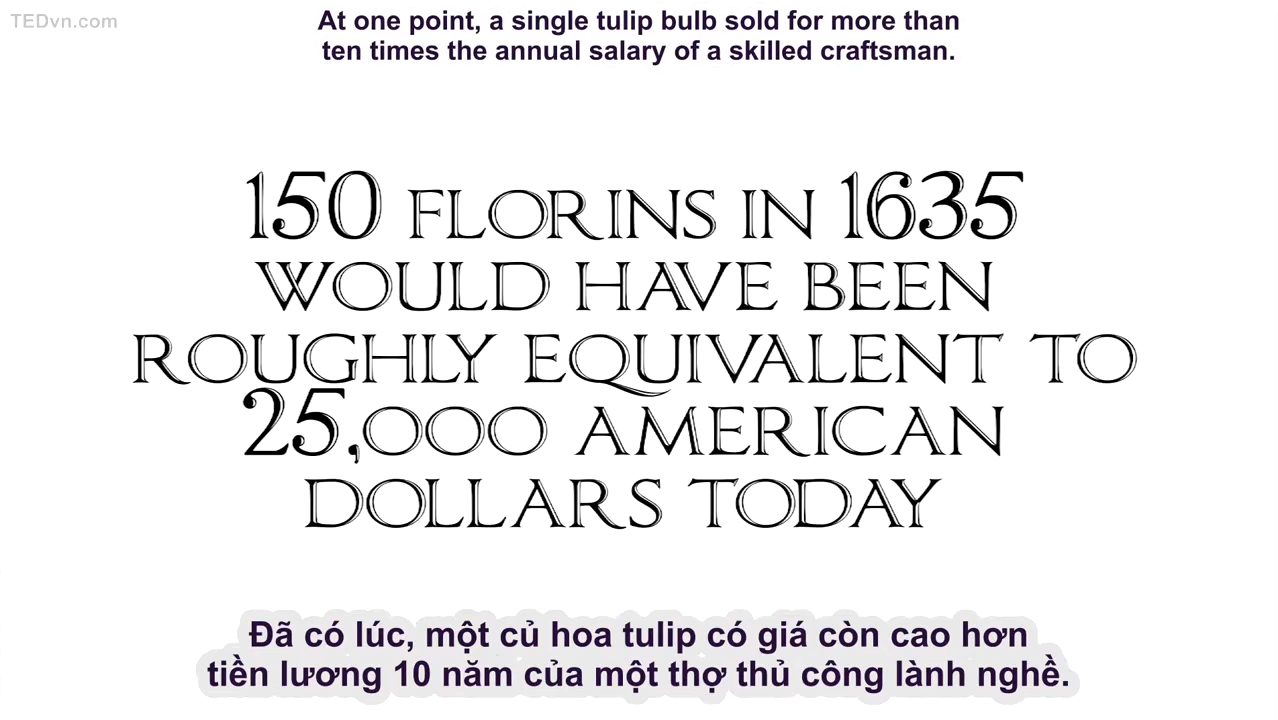 TEDvn.com
At one point, a single tulip bulb sold for more than
ten times the annual salary of a skilled craftsman.
150 FLORINS IN 1635
WOULD HAVE BEEN
ROUGHLY EQUIVALENT TO
25,000 AMERICAN
DOLLARS TODAY
Đã có lúc, một củ hoa tulip có giá còn cao hơn
tiền lương 10 năm của một thợ thủ công lành nghề.